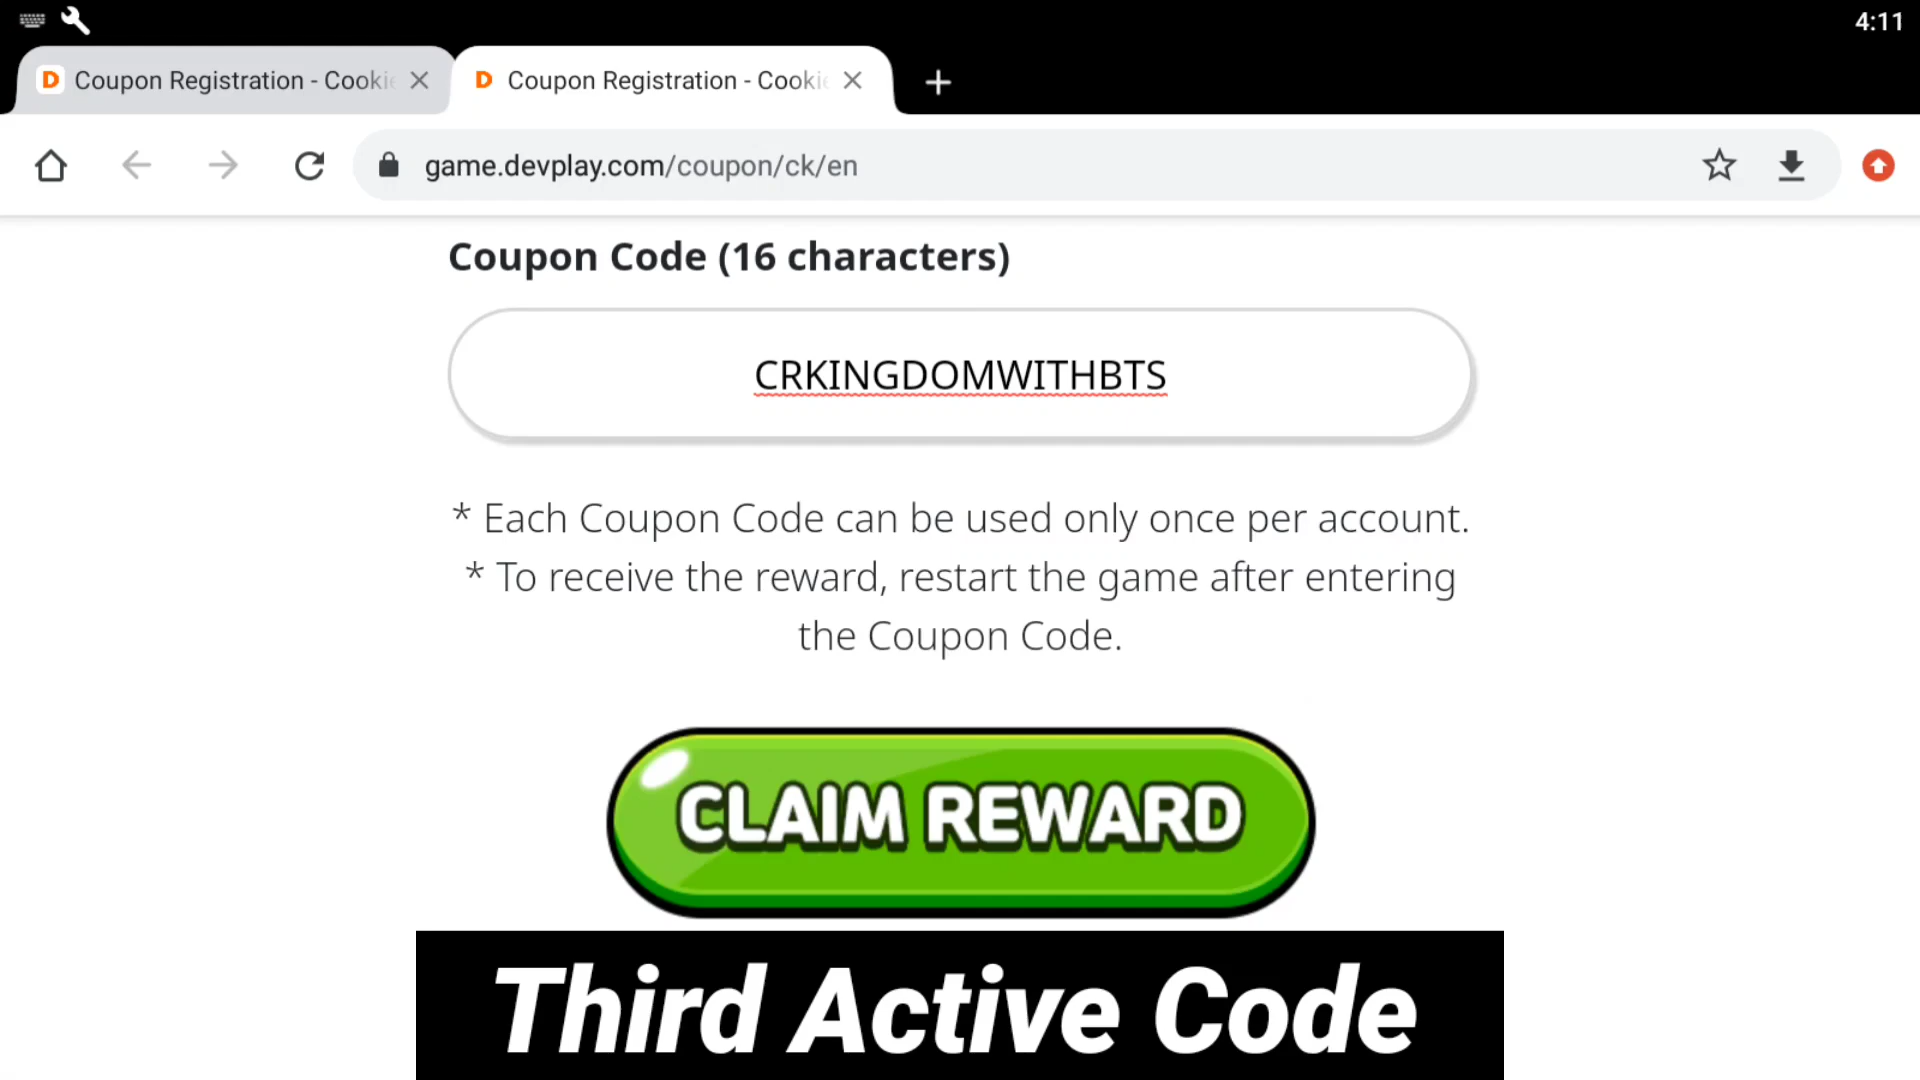 4:11
D Coupon Registration - Cooki
D Coupon Registration - Cooki
game.devplay.com/coupon/ck/en
Coupon Code (16 characters)
CRKINGDOMWITHBTS
* Each Coupon Code can be used only once per account.
* To receive the reward, restart the game after entering
the Coupon Code.
CLAIM REWARD
Third Active Code